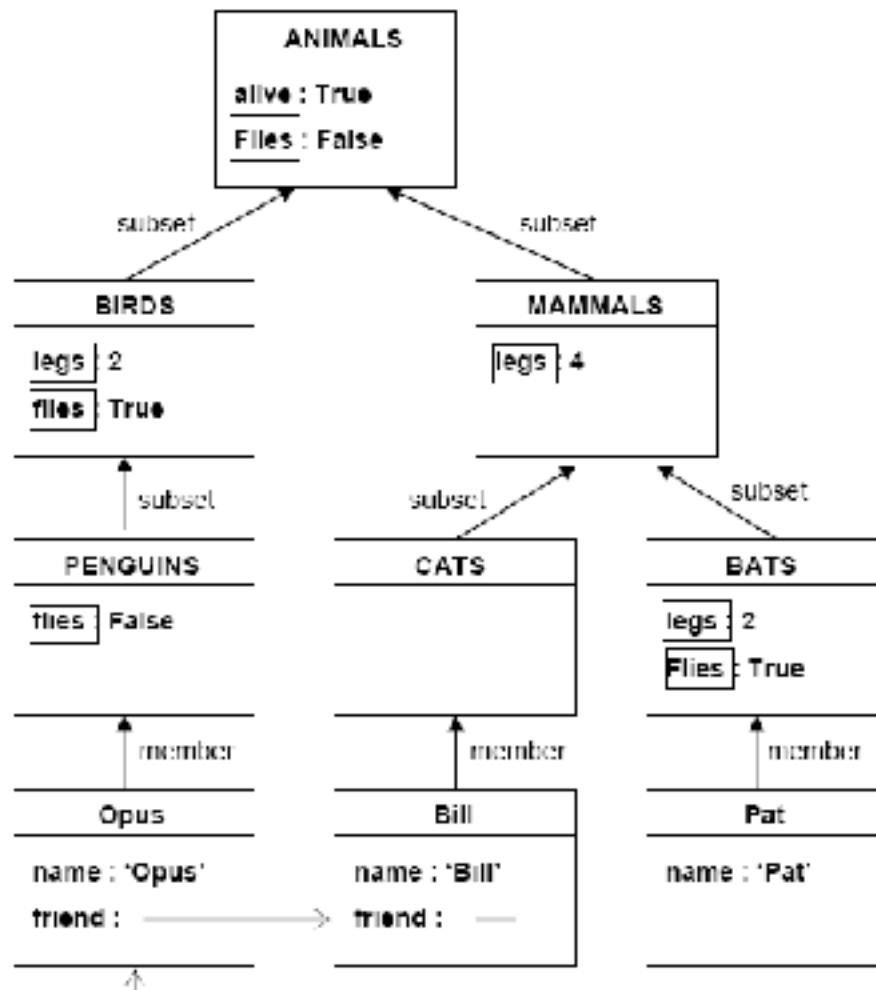 ANIMALS
alive : True
Flies : False
subset
subset
BIRDS
legs : 2
flies : True
MAMMALS
legs : 4
subset
subset
subset
PENGUINS
flies : False
CATS
BATS
legs : 2
Flies : True
member
member
member
Opus
name : ‘Opus’
friend :
Bill
name : ‘Bill’
friend :
Pat
name : ‘Pat’